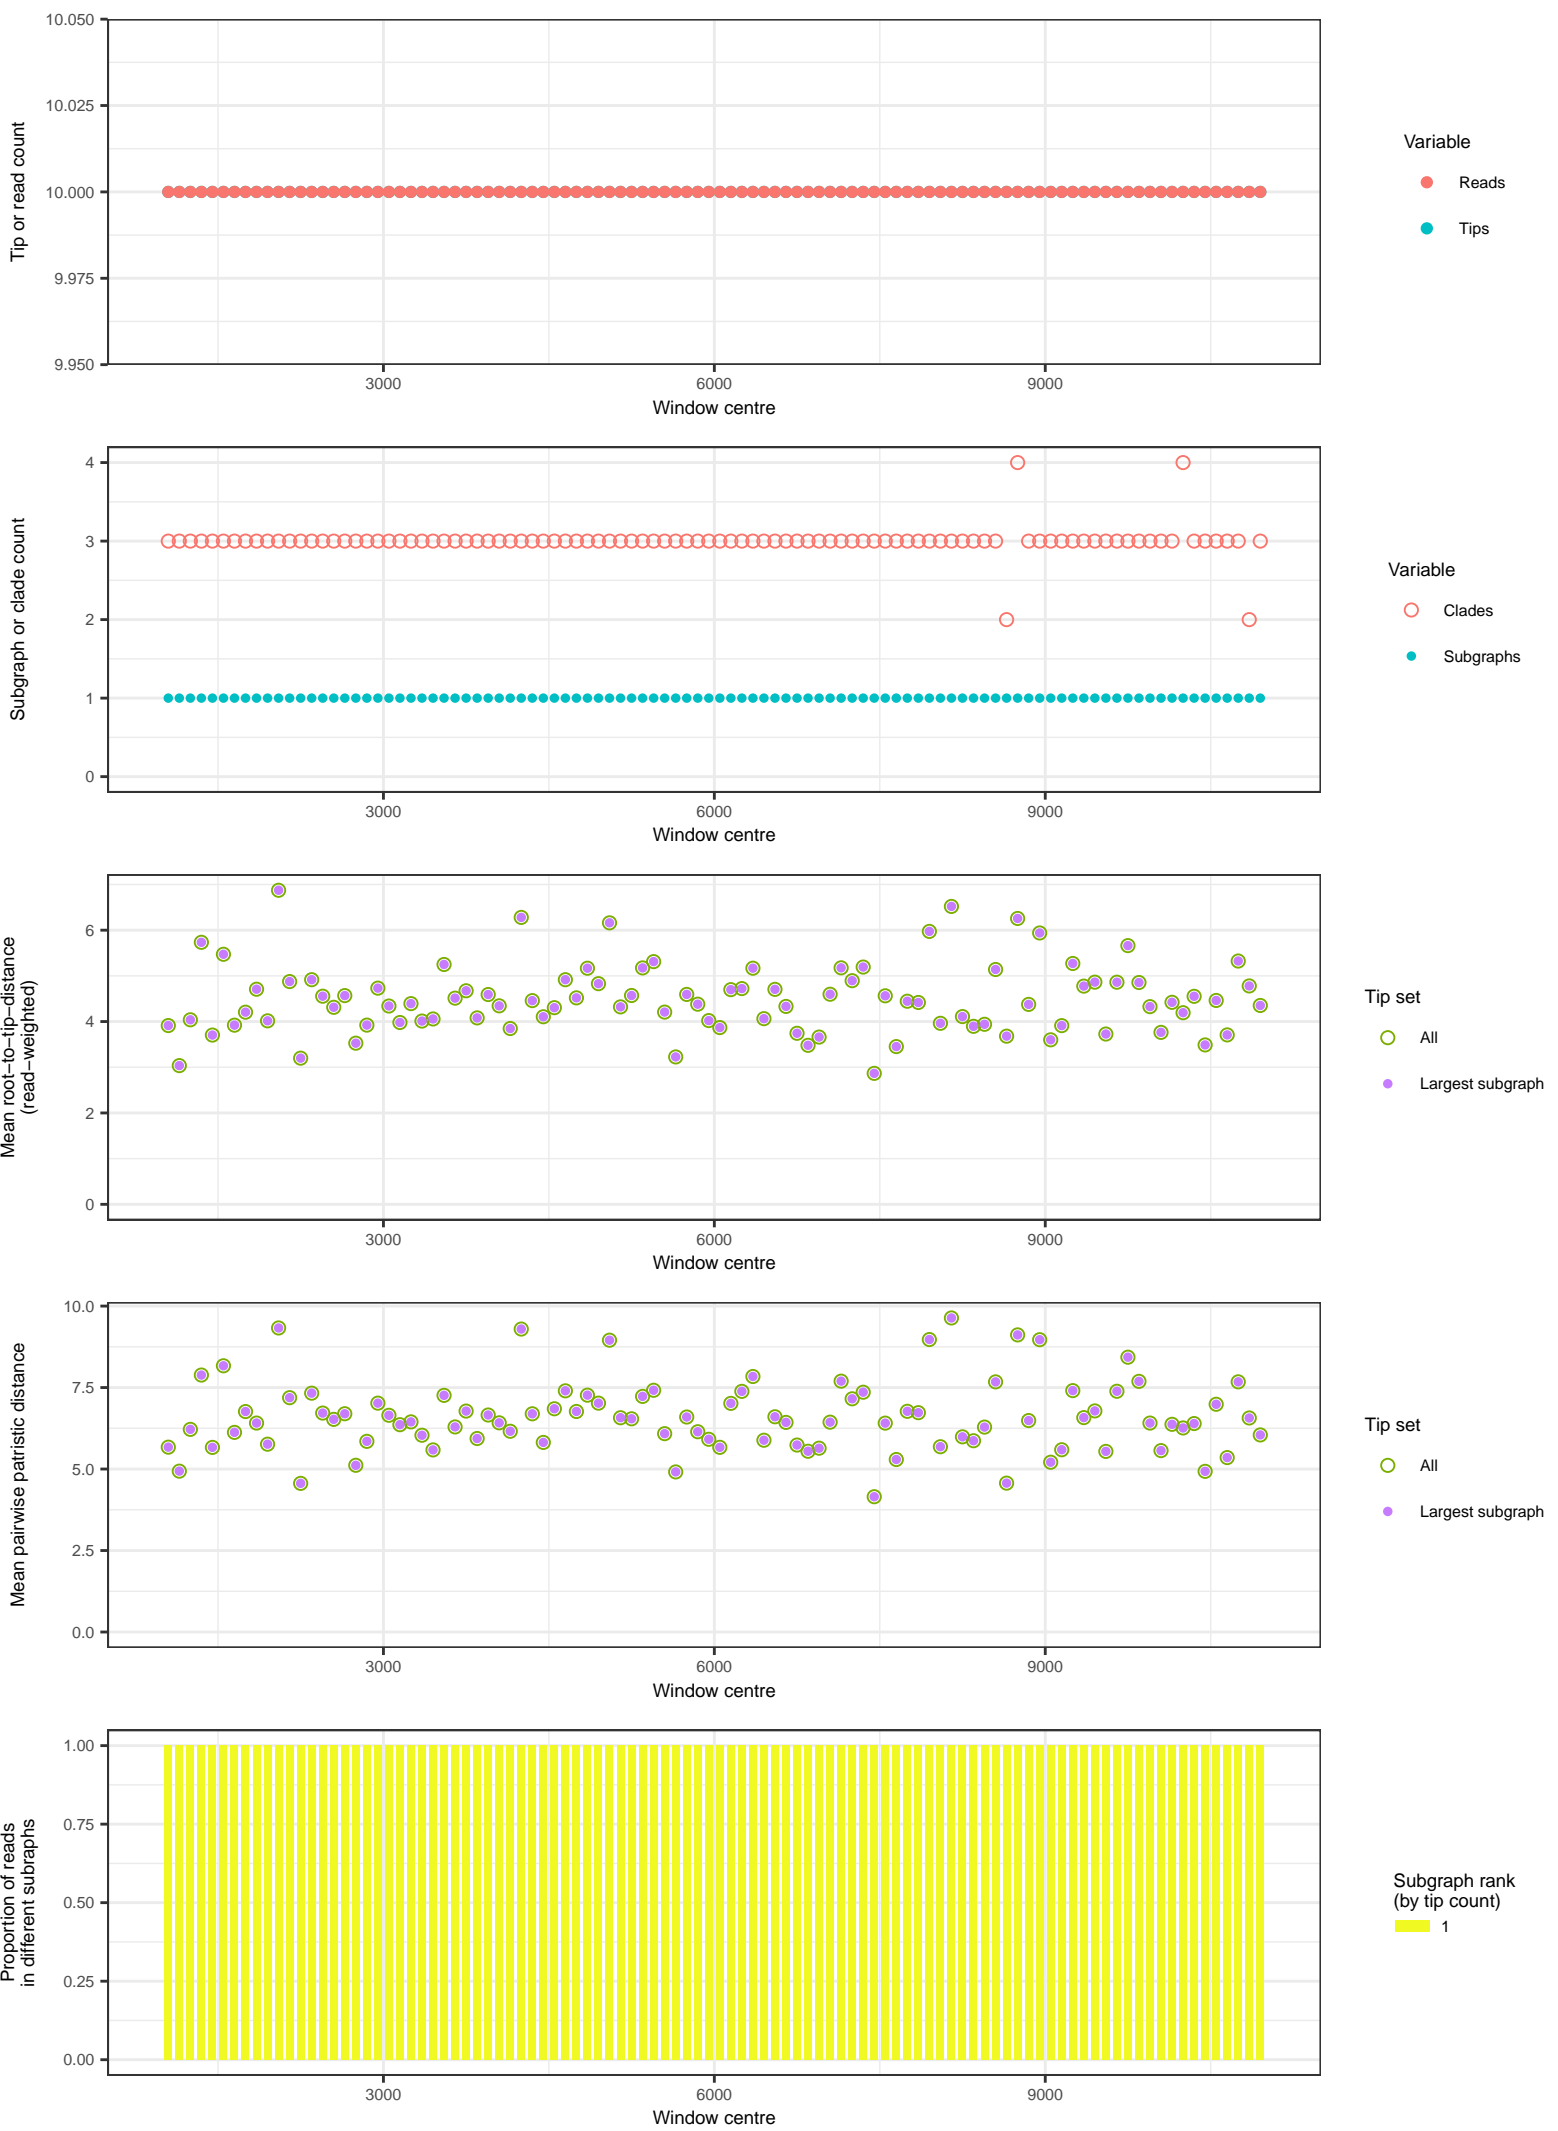 10.050
10.025
10.000
9.975
9.950
Tip or read count
3000
6000
9000
Window centre
Variable
Reads
Tips
4
3
2
1
0
Subgraph or clade count
3000
6000
9000
Window centre
Variable
Clades
Subgraphs
6
4
2
0
Mean root−to−tip−distance
(read−weighted)
3000
6000
9000
Window centre
Tip set
All
Largest subgraph
10.0
7.5
5.0
2.5
0.0
Mean pairwise patristic distance
3000
6000
9000
Window centre
Tip set
All
Largest subgraph
1.00
0.75
0.50
0.25
0.00
Proportion of reads
in different subraphs
3000
6000
9000
Window centre
Subgraph rank
(by tip count)
1